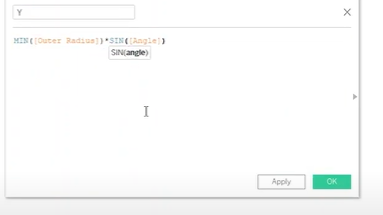 Y
MIN([Outer Radius])*SIN([Angle])
SIN(angle)
Apply
OK